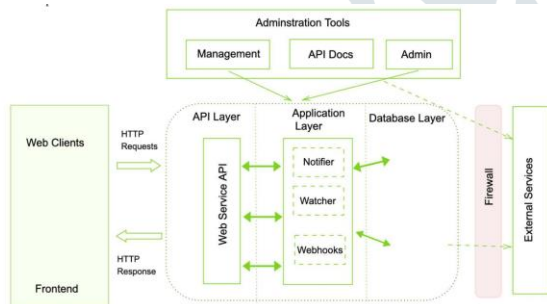 Adminstration Tools
Management
API Docs
Admin
API Layer
Application
Layer
Database Layer
Web Clients
HTTP
Requests
Web Service API
Notifier
Watcher
Webhooks
Firewall
External Services
HTTP
Response
Frontend